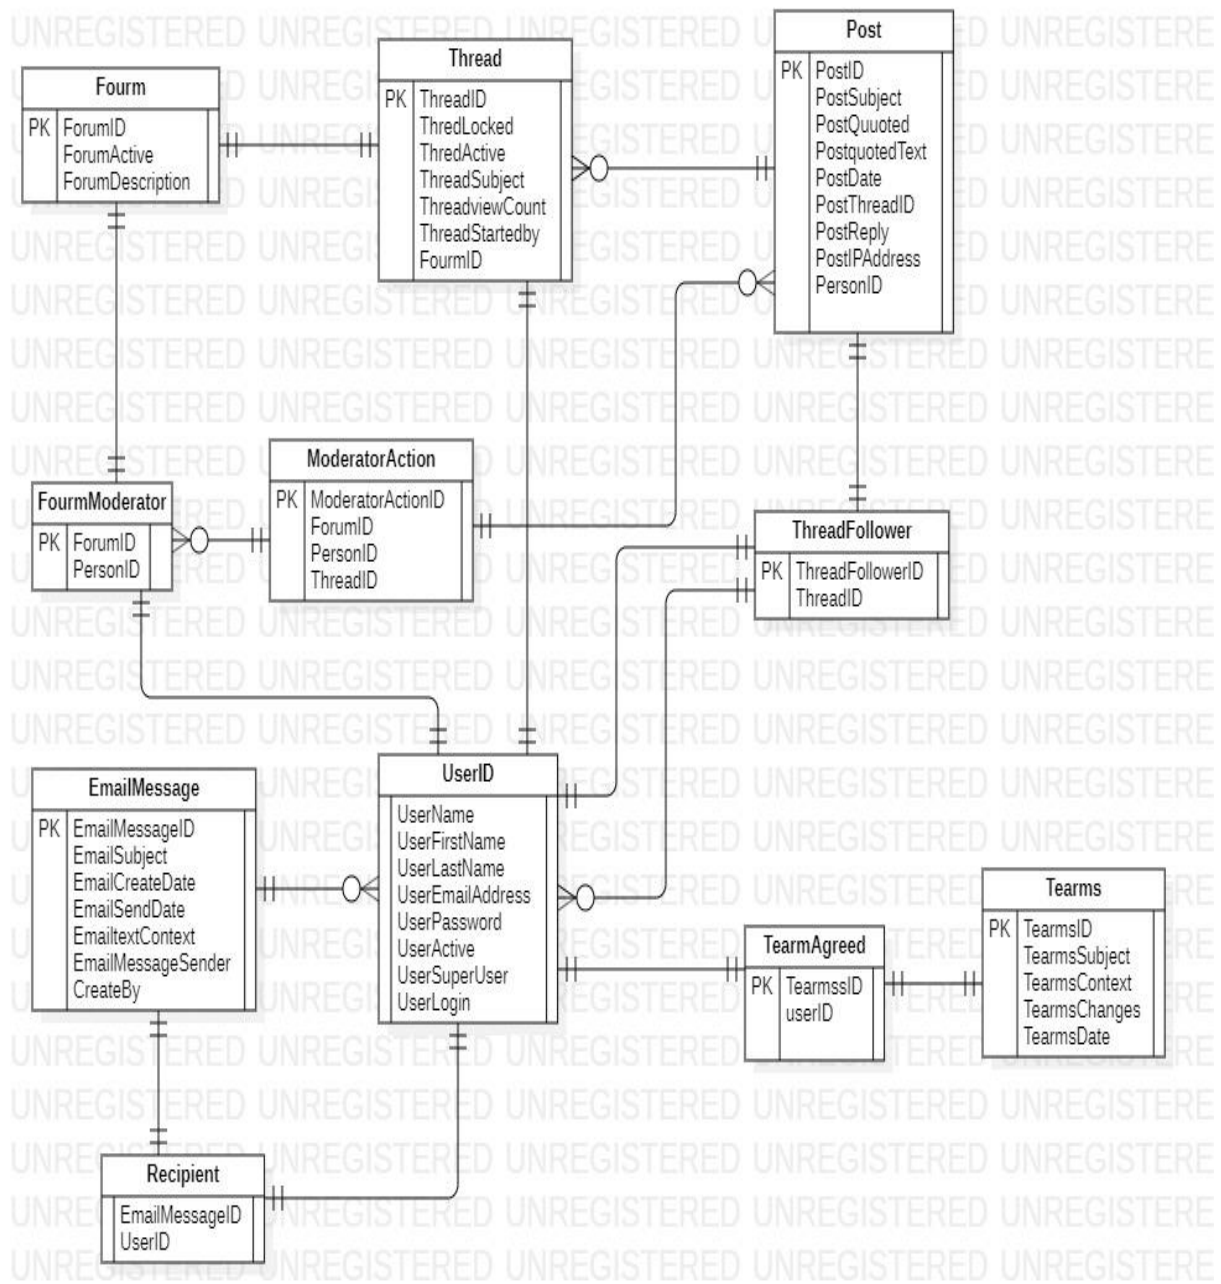 Fourm
PK ForumID
ForumActive
ForumDescription
Thread
PK ThreadID
ThredLocked
ThredActive
ThreadSubject
ThreadviewCount
ThreadStartedby
FourmID
Post
PK PostID
PostSubject
PostQuuoted
PostquotedText
PostDate
PostThreadID
PostReply
PostIPAddress
PersonID
FourmModerator
PK ForumID
PersonID
ModeratorAction
PK ModeratorActionID
ForumID
PersonID
ThreadID
ThreadFollower
PK ThreadFollowerID
ThreadID
EmailMessage
PK EmailMessageID
EmailSubject
EmailCreateDate
EmailSendDate
EmailtextContext
EmailMessageSender
CreateBy
UserID
UserName
UserFirstName
UserLastName
UserEmailAddress
UserPassword
UserActive
UserSuperUser
UserLogin
TearmAgreed
PK TearmssID
userID
Tearms
PK TearmsID
TearmsSubject
TearmsContext
TearmsChanges
TearmsDate
Recipient
EmailMessageID
UserID
UNREGISTERED